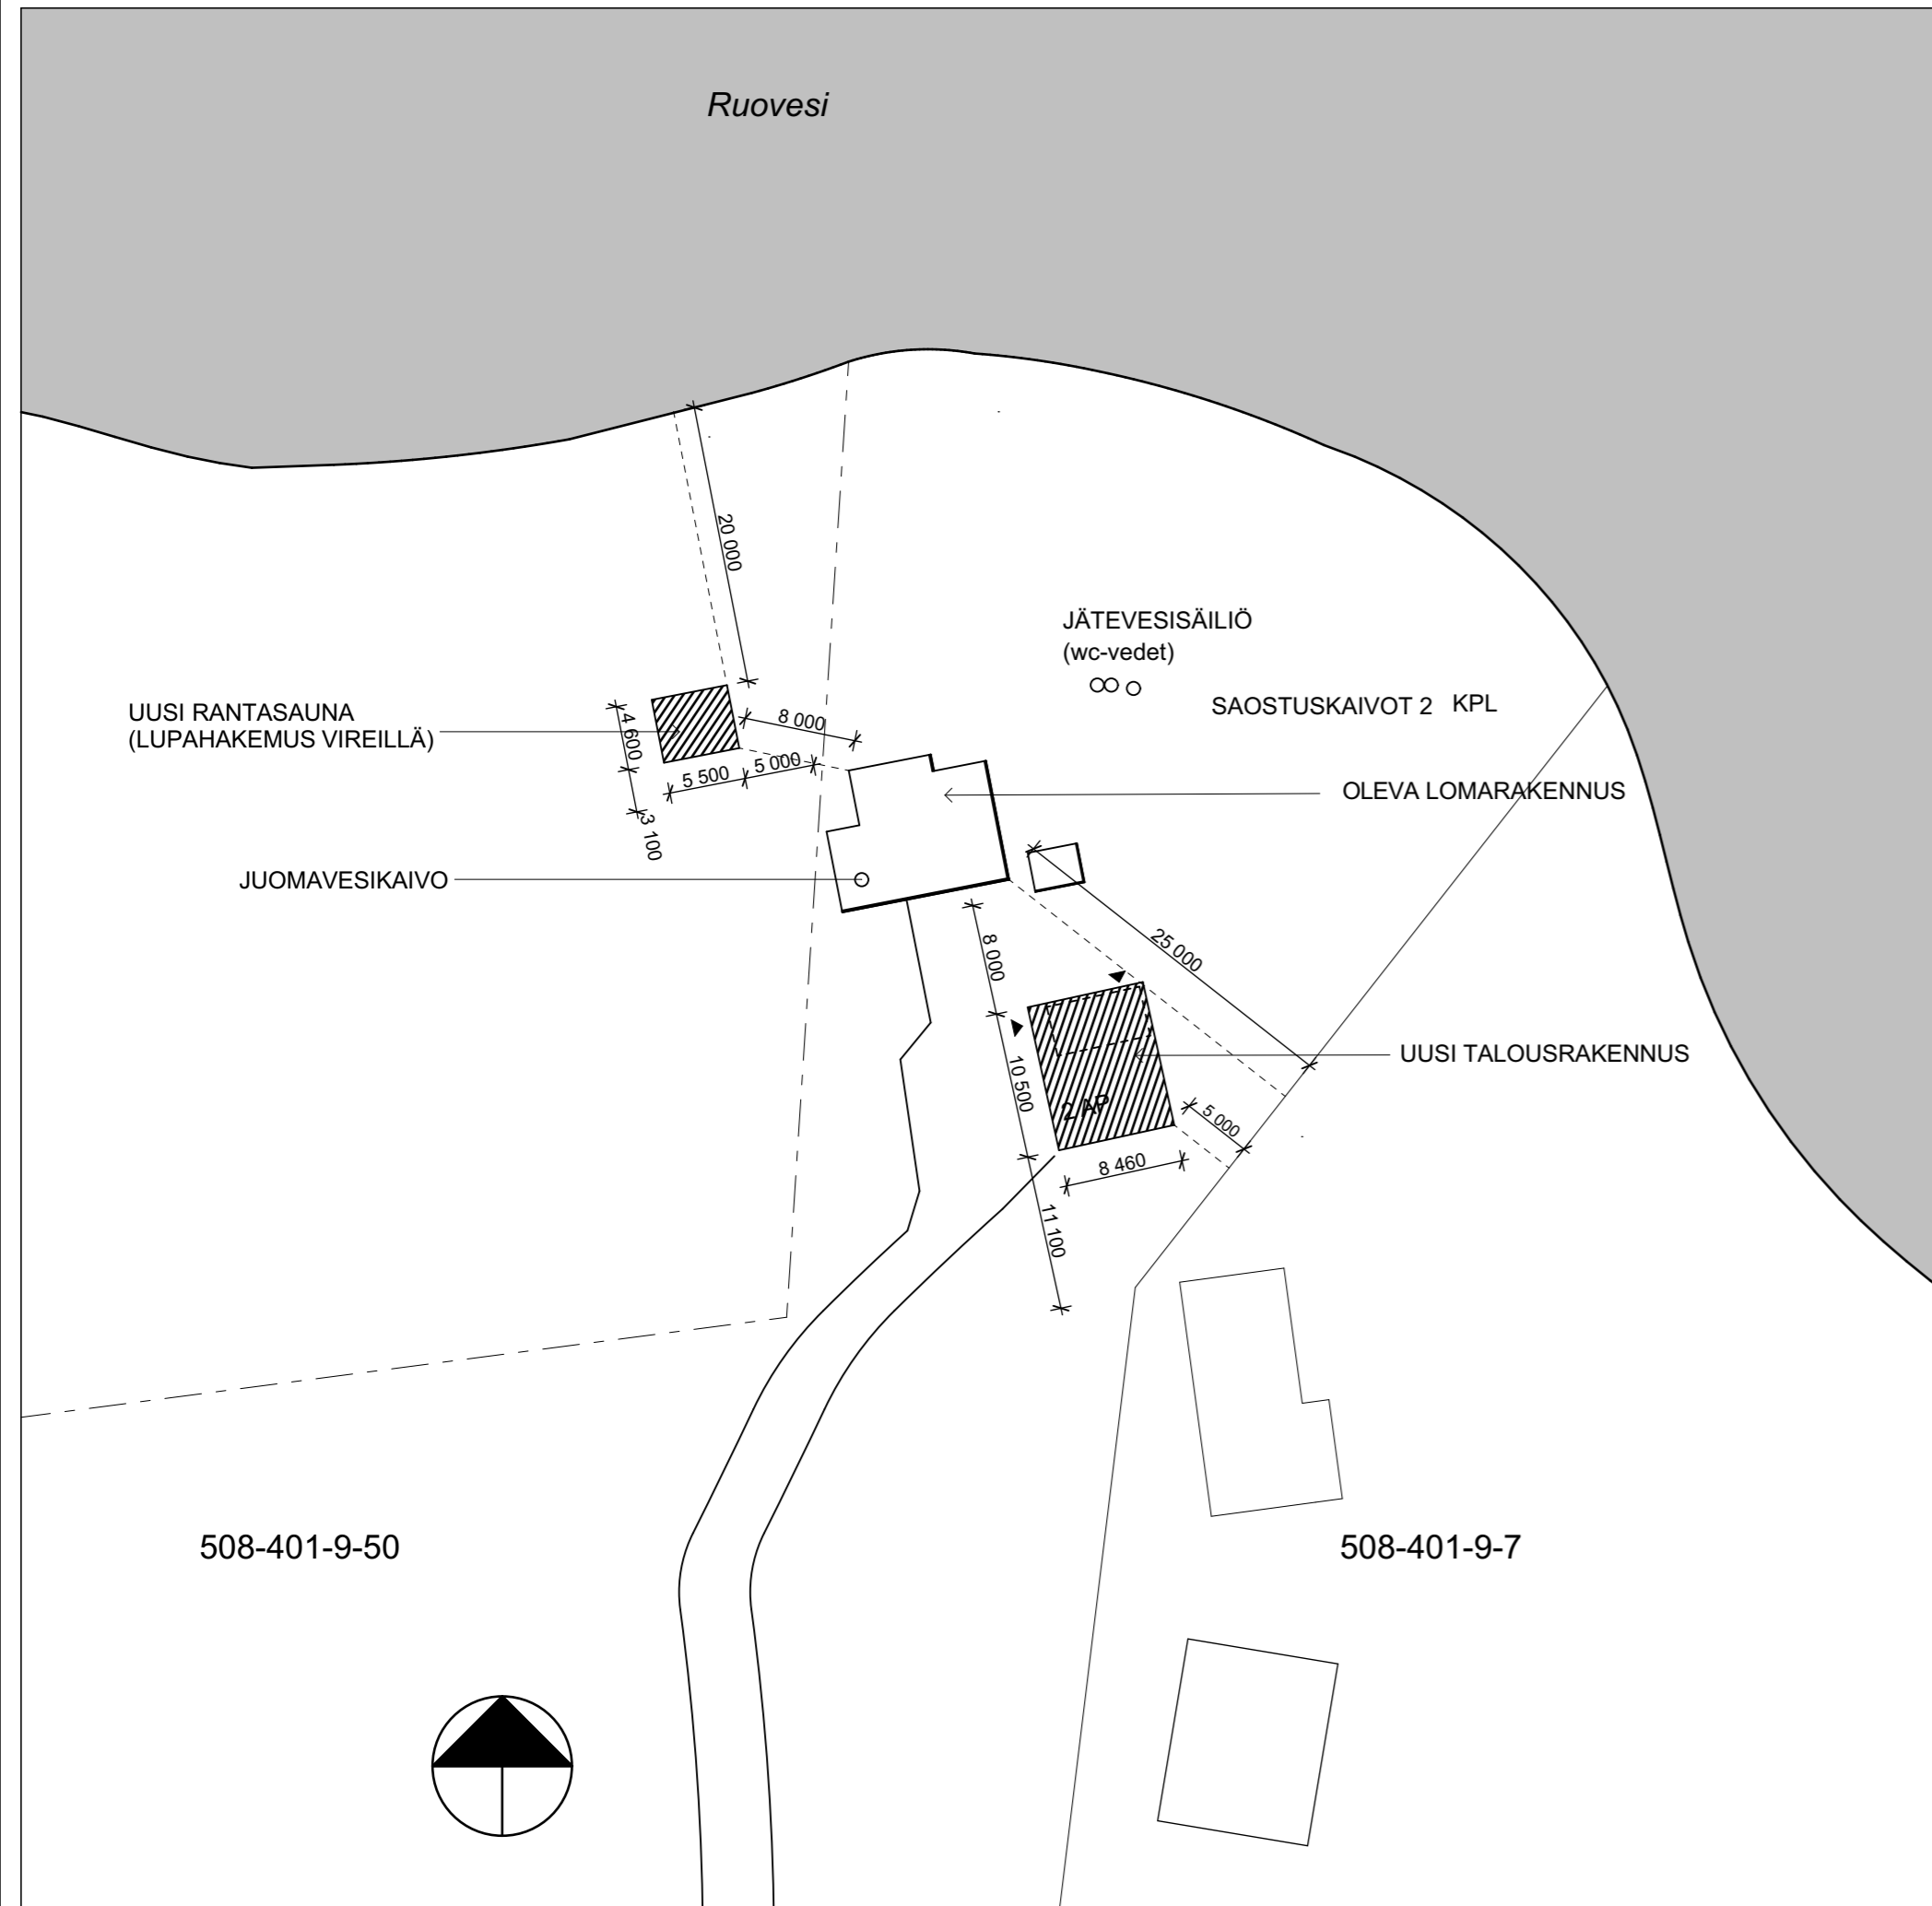 Ruovesi
20 000
JÄTEVESISÄILIÖ
(wc-vedet)
SAOSTUSKAIVOT 2 KPL
UUSI RANTASAUNA
(LUPAHAKEMUS VIREILLÄ)
4 600
8 000
5 500
5 000
3 100
OLEVA LOMARAKENNUS
JUOMAVESIKAIVO
8 000
25 000
10 500
UUSI TALOUSRAKENNUS
2 AP
5 000
8 460
11 100
508-401-9-50
508-401-9-7